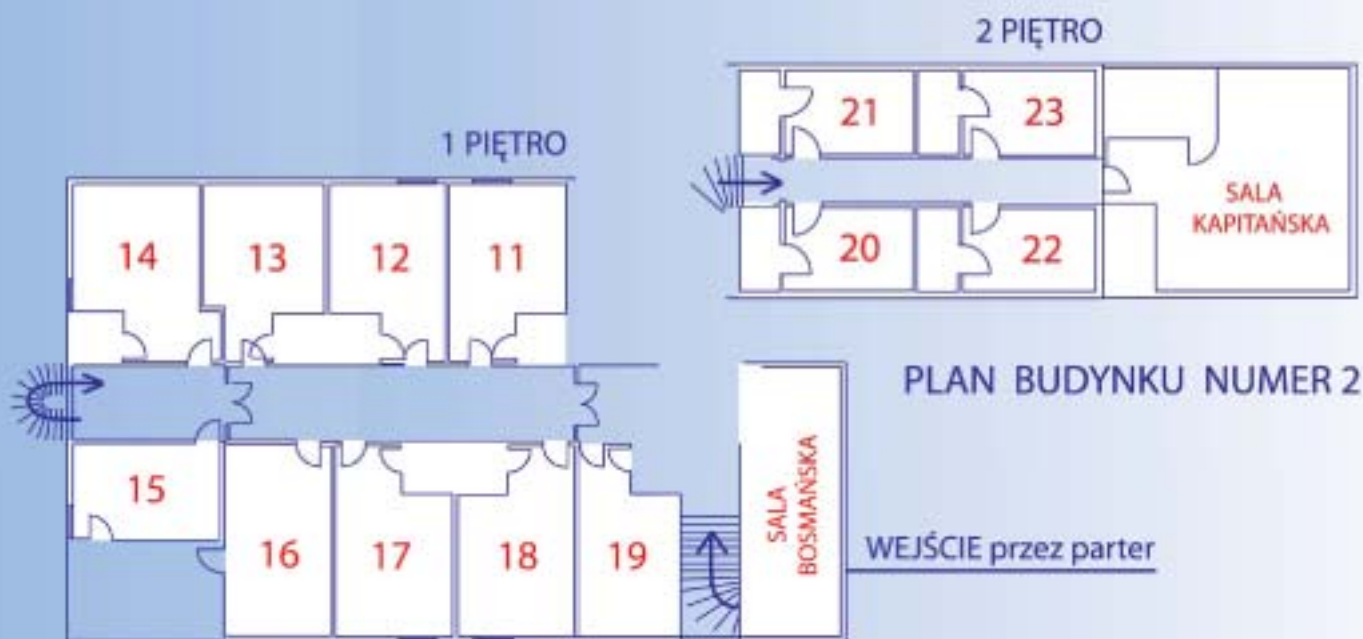 2 PIĘTRO
21
23
20
22
SALA
KAPITAŃSKA
1 PIĘTRO
14
13
12
11
15
16
17
18
19
SALA
BOSMAŃSKA
PLAN BUDYNKU NUMER 2
WEJŚCIE przez parter